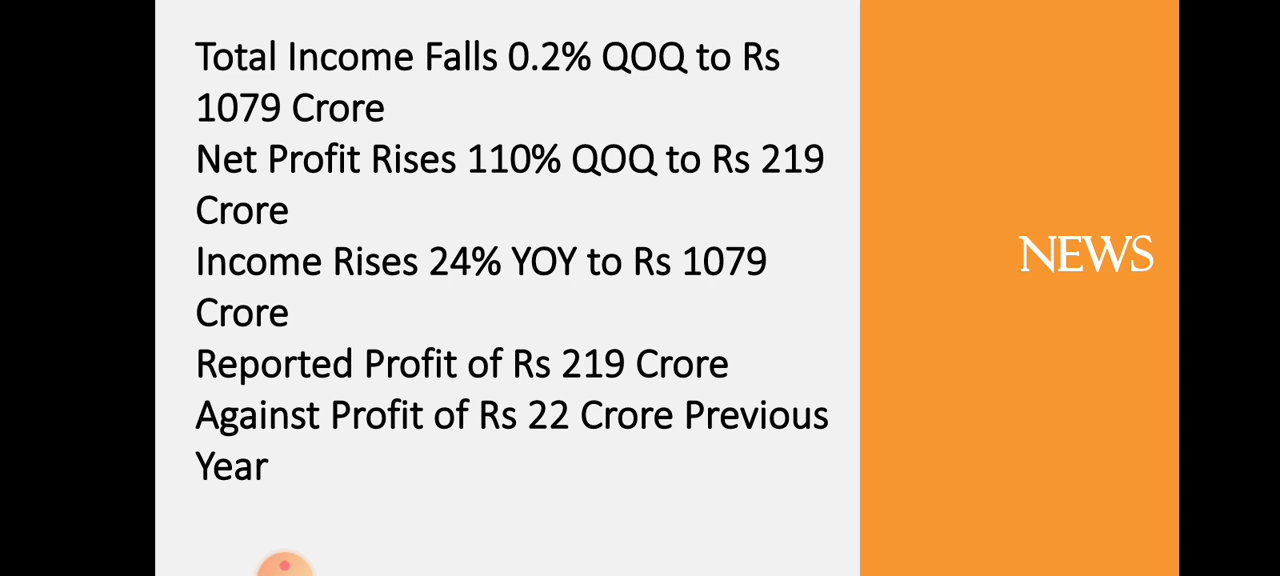 Total Income Falls 0.2% QOQ to Rs
1079 Crore
Net Profit Rises 110% QOQ to Rs 219
Crore
Income Rises 24% YOY to Rs 1079
Crore
Reported Profit of Rs 219 Crore
Against Profit of Rs 22 Crore Previous
Year
NEWS